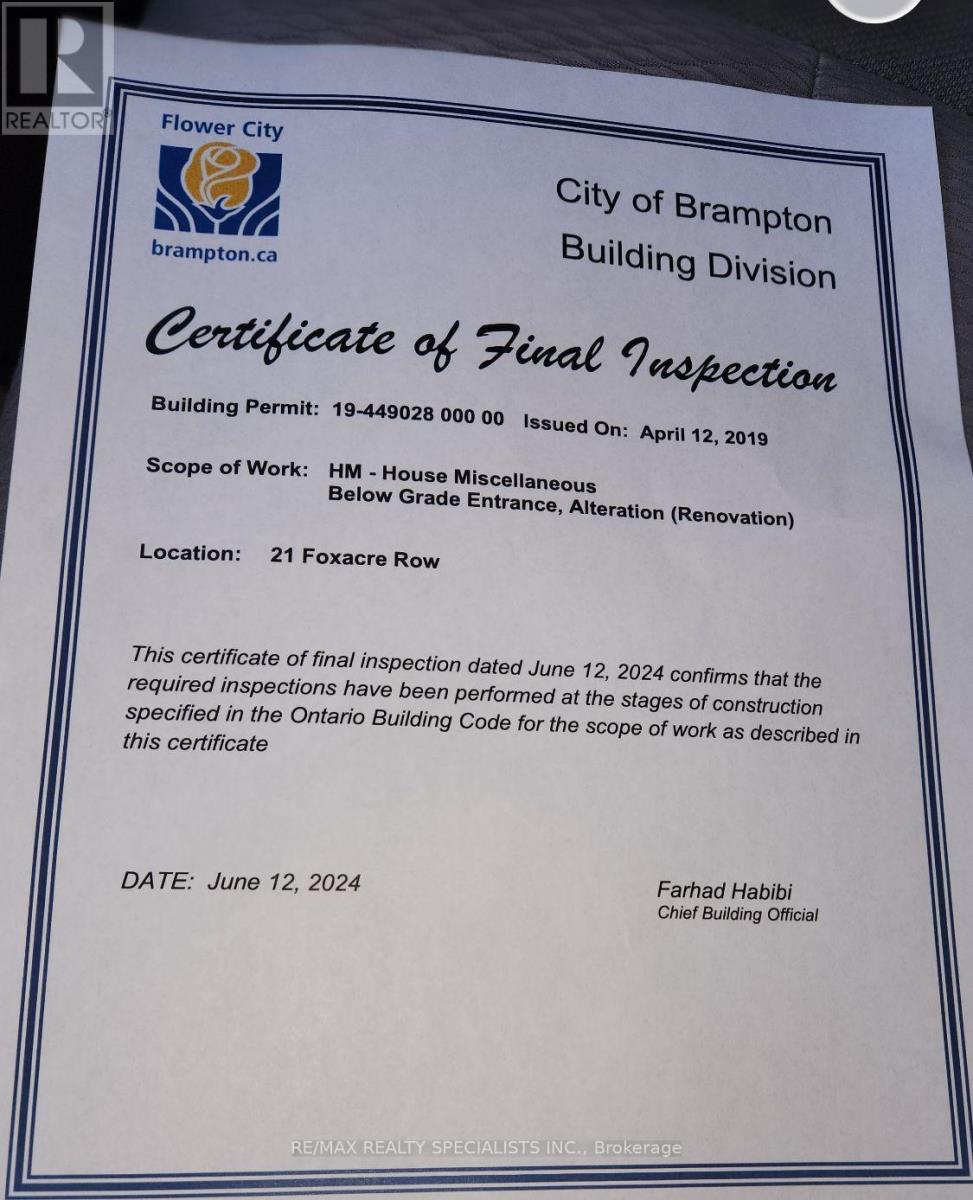 REALTOR®
Flower City
brampton.ca
City of Brampton
Building Division
Certificate of Final Inspection
Building Permit: 19-449028 000 00 Issued On: April 12, 2019
Scope of Work: HM - House Miscellaneous
Below Grade Entrance, Alteration (Renovation)
Location: 21 Foxacre Row
This certificate of final inspection dated June 12, 2024 confirms that the
required inspections have been performed at the stages of construction
specified in the Ontario Building Code for the scope of work as described in
this certificate
DATE: June 12, 2024
Farhad Habibi
Chief Building Official
RE/MAX REALTY SPECIALISTS INC., Brokerage